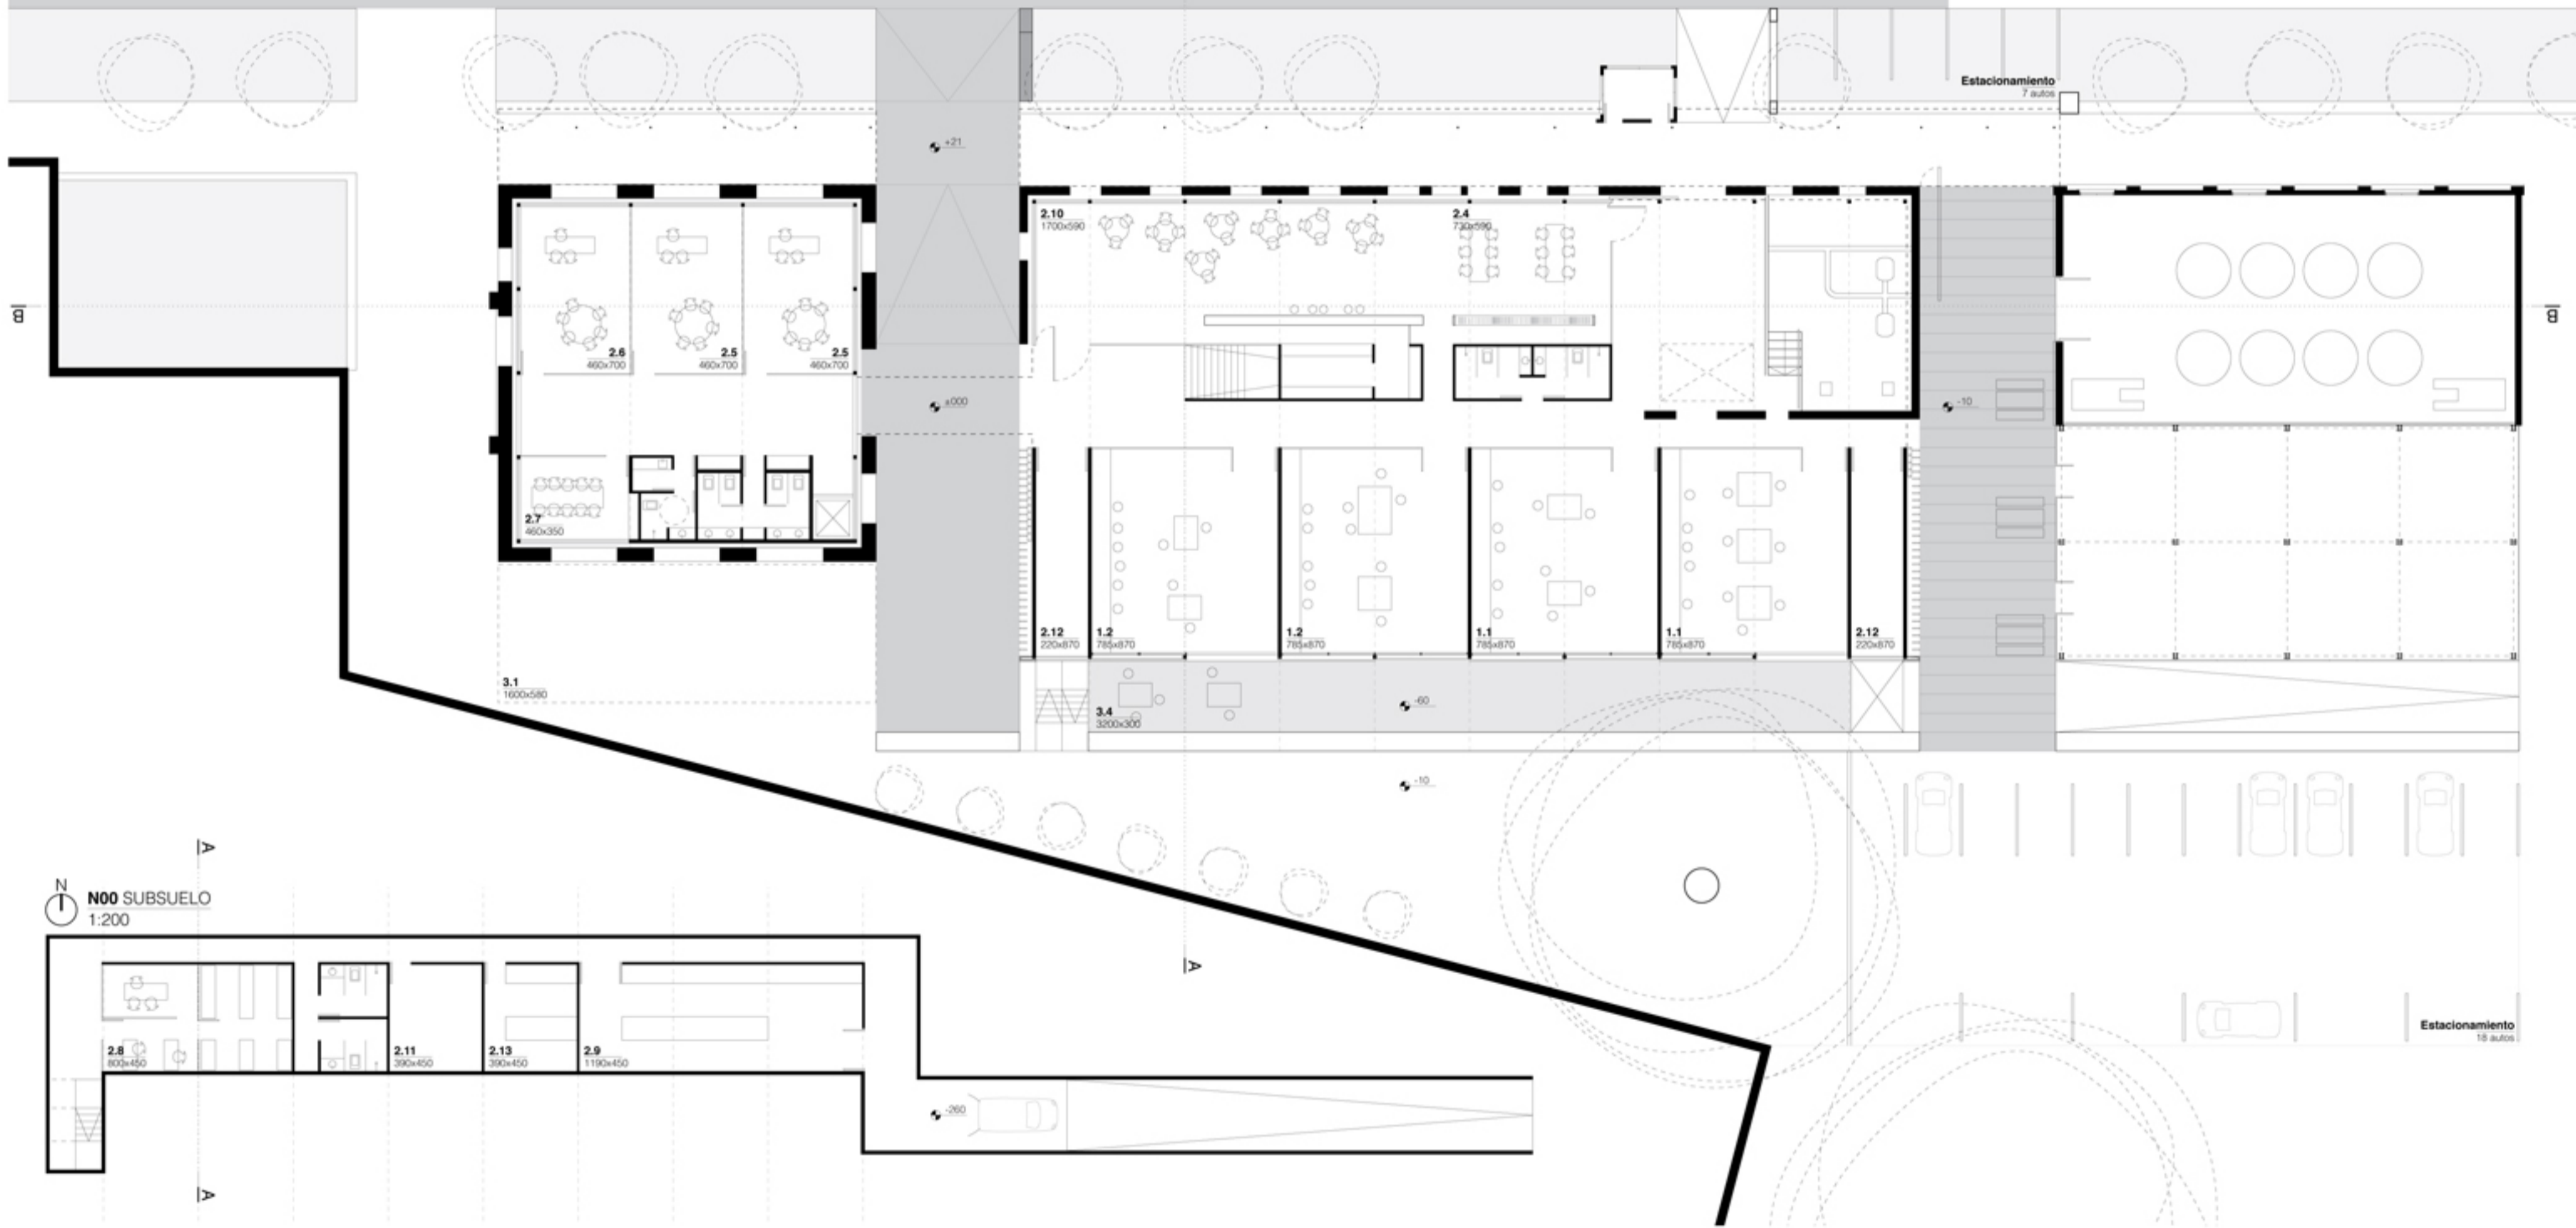 Estacionamiento
7 autos
+21
2.10
1700x590
2.4
730x590
B
B
2.6
460x700
2.5
460x700
2.5
460x700
±000
-10
2.7
460x350
2.12
220x870
1.2
785x870
1.2
785x870
1.1
785x870
1.1
785x870
2.12
220x870
3.1
1600x580
3.4
3200x300
-60
-10
A
N
N00 SUBSUELO
1:200
A
2.8
800x450
2.11
390x450
2.13
390x450
2.9
1190x450
Estacionamiento
18 autos
-260
A